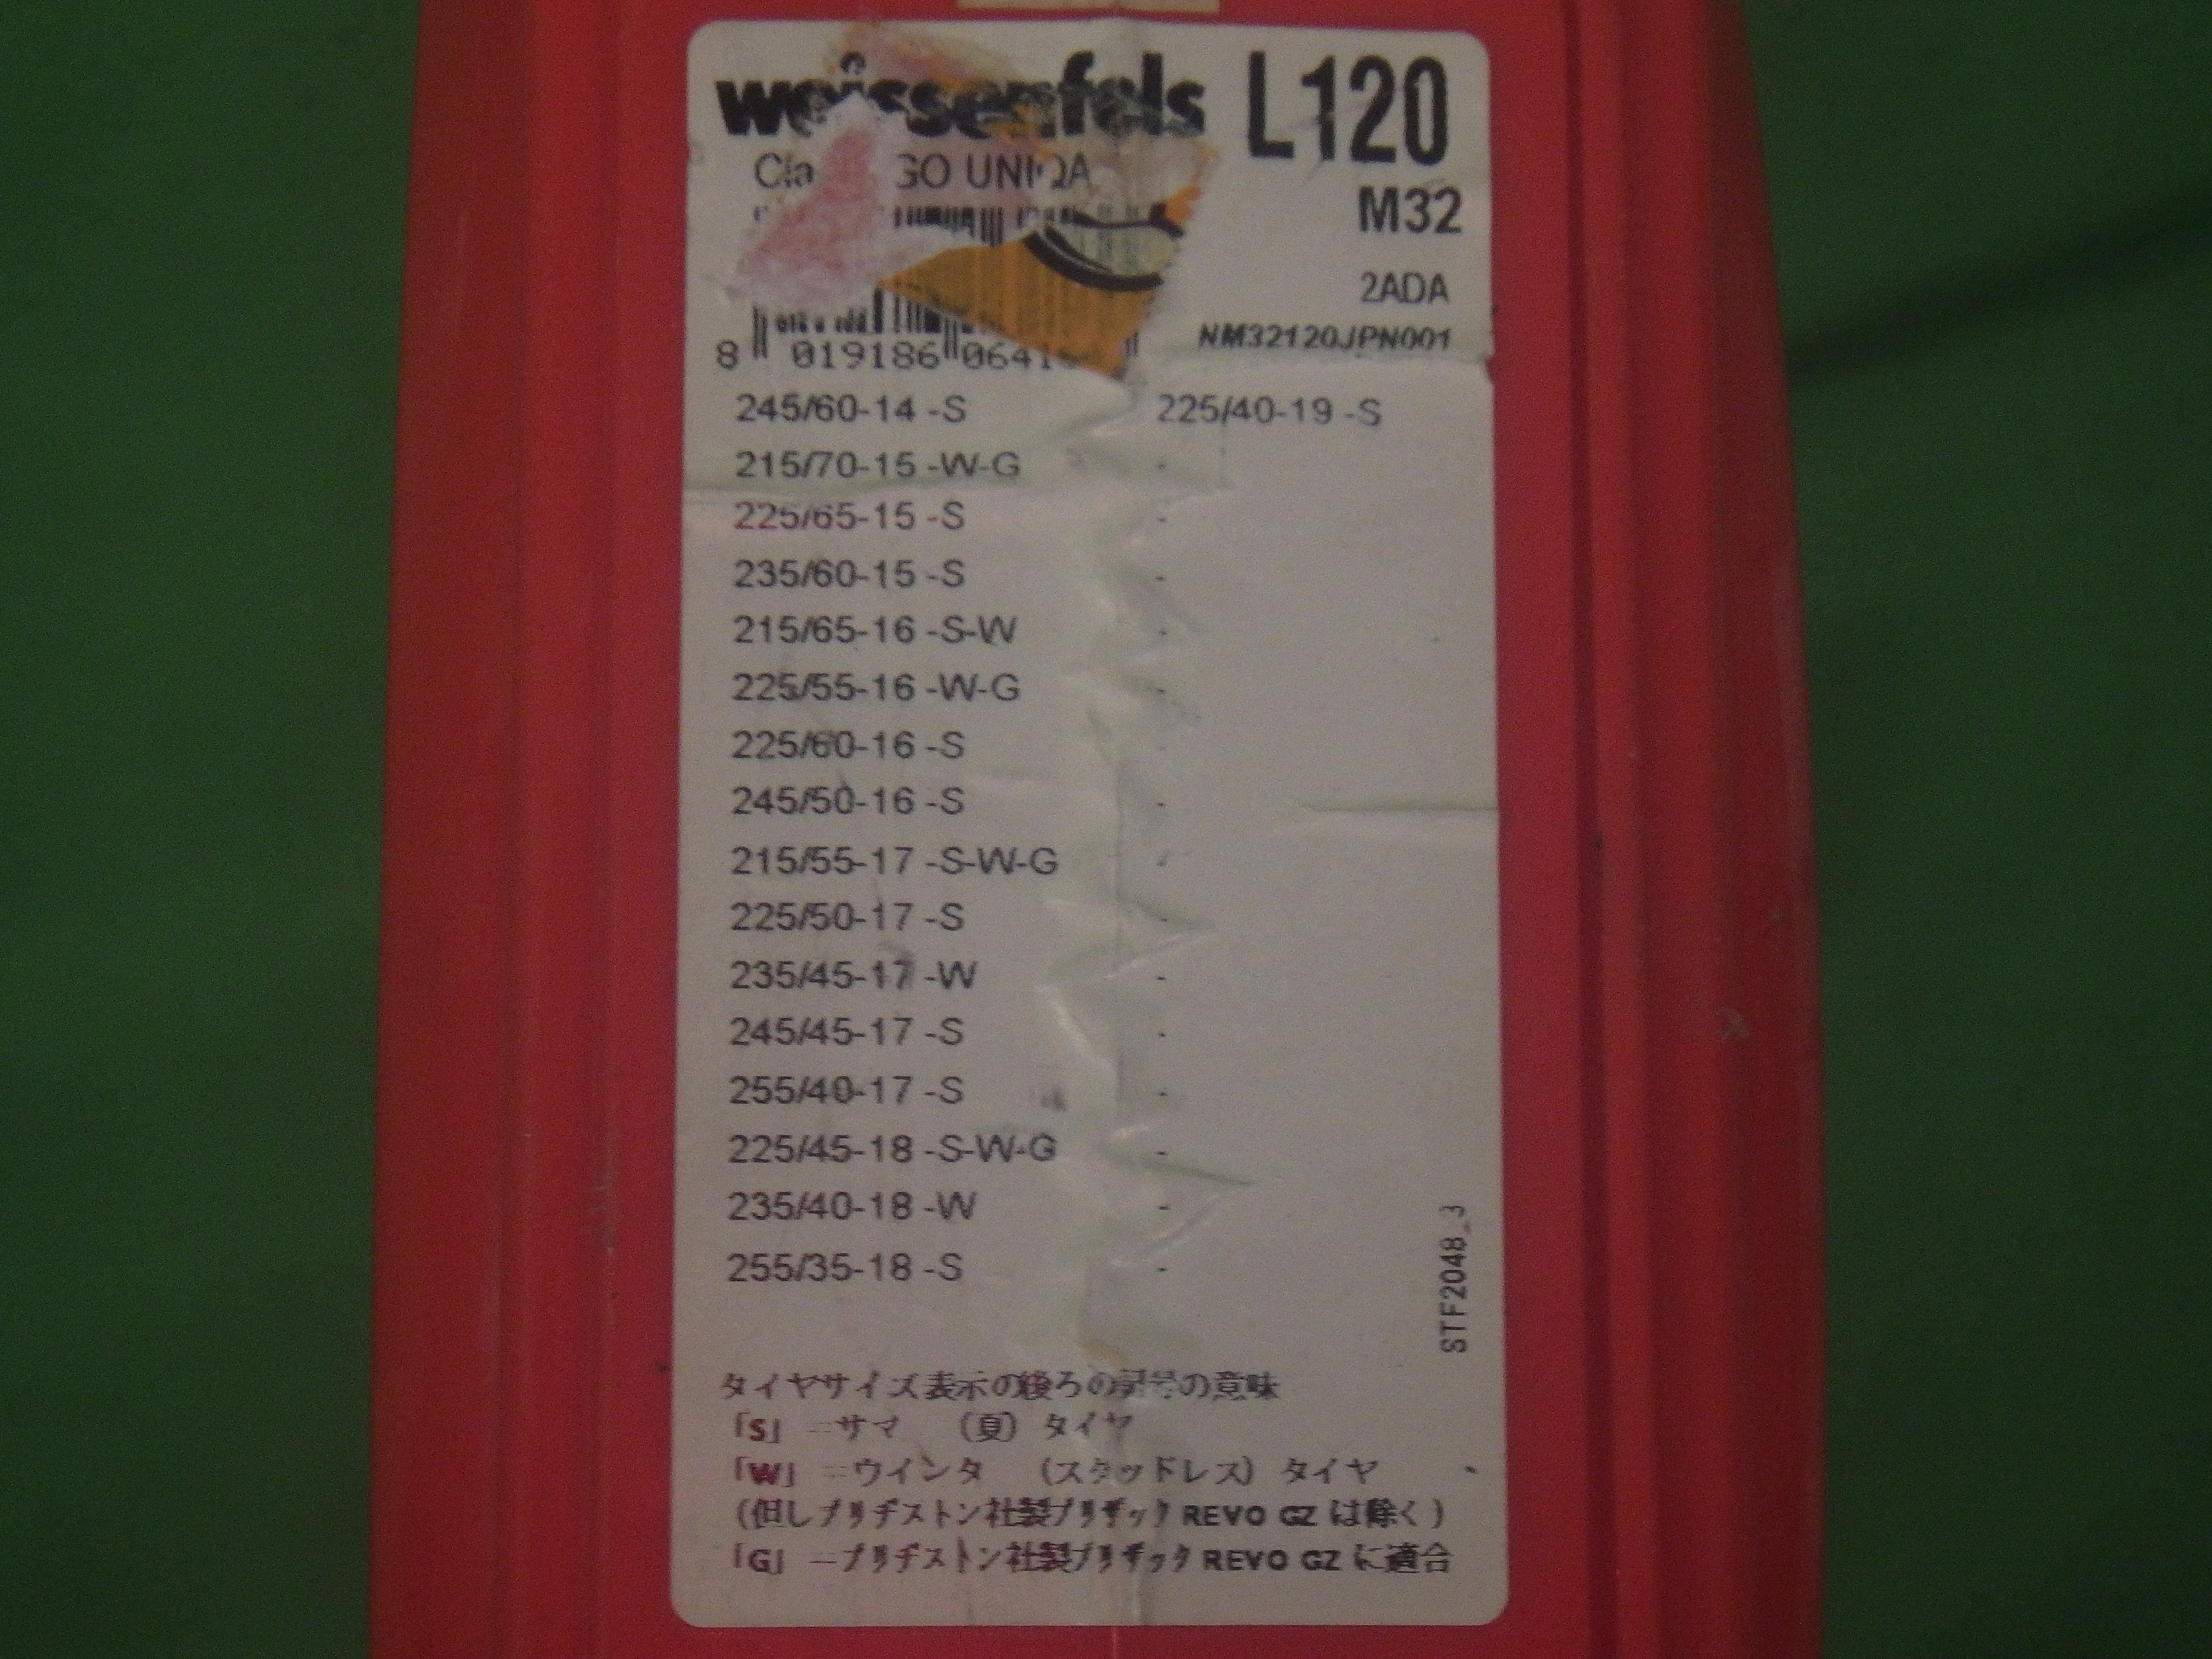 weissenfels L120
UNIQA
M32
2ADA
NM32120JPN001
8 019186
245/60-14 -S 225/40-19 -S
215/70-15 -W-G -
225/65-15 -S -
235/60-15 -S -
215/65-16 -S-W -
225/55-16 -W-G -
225/60-16 -S
245/50-16 -S -
215/55-17 -S-W-G -
225/50-17 -S -
235/45-17 -W -
245/45-17 -S -
255/40-17 -S -
225/45-18 -S-W-G -
235/40-18 -W -
255/35-18 -S -
STF2048_3
タイヤサイズ表示の後ろの記号の意味
「S」 =サマ (夏) タイヤ
「W」 =ウインタ (スタッドレス) タイヤ
(但しブリヂストン社製ブリザック REVO GZ は除く)
「G」 =ブリヂストン社製ブリザック REVO GZ に適合